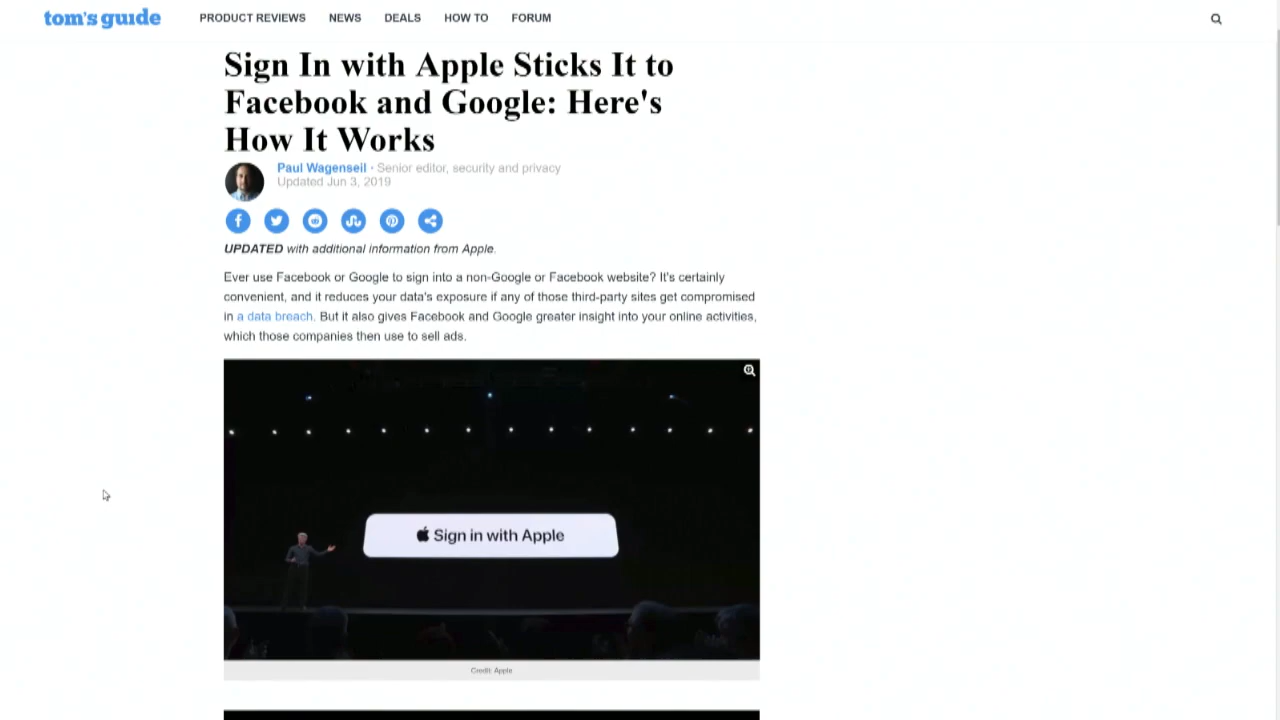 tom's guide PRODUCT REVIEWS NEWS DEALS HOW TO FORUM
Sign In with Apple Sticks It to
Facebook and Google: Here's
How It Works
Paul Wagenseil · Senior editor, security and privacy
Updated Jun 3, 2019
UPDATED with additional information from Apple.
Ever use Facebook or Google to sign into a non-Google or Facebook website? It's certainly
convenient, and it reduces your data's exposure if any of those third-party sites get compromised
in a data breach. But it also gives Facebook and Google greater insight into your online activities,
which those companies then use to sell ads.
Sign in with Apple
Credit: Apple